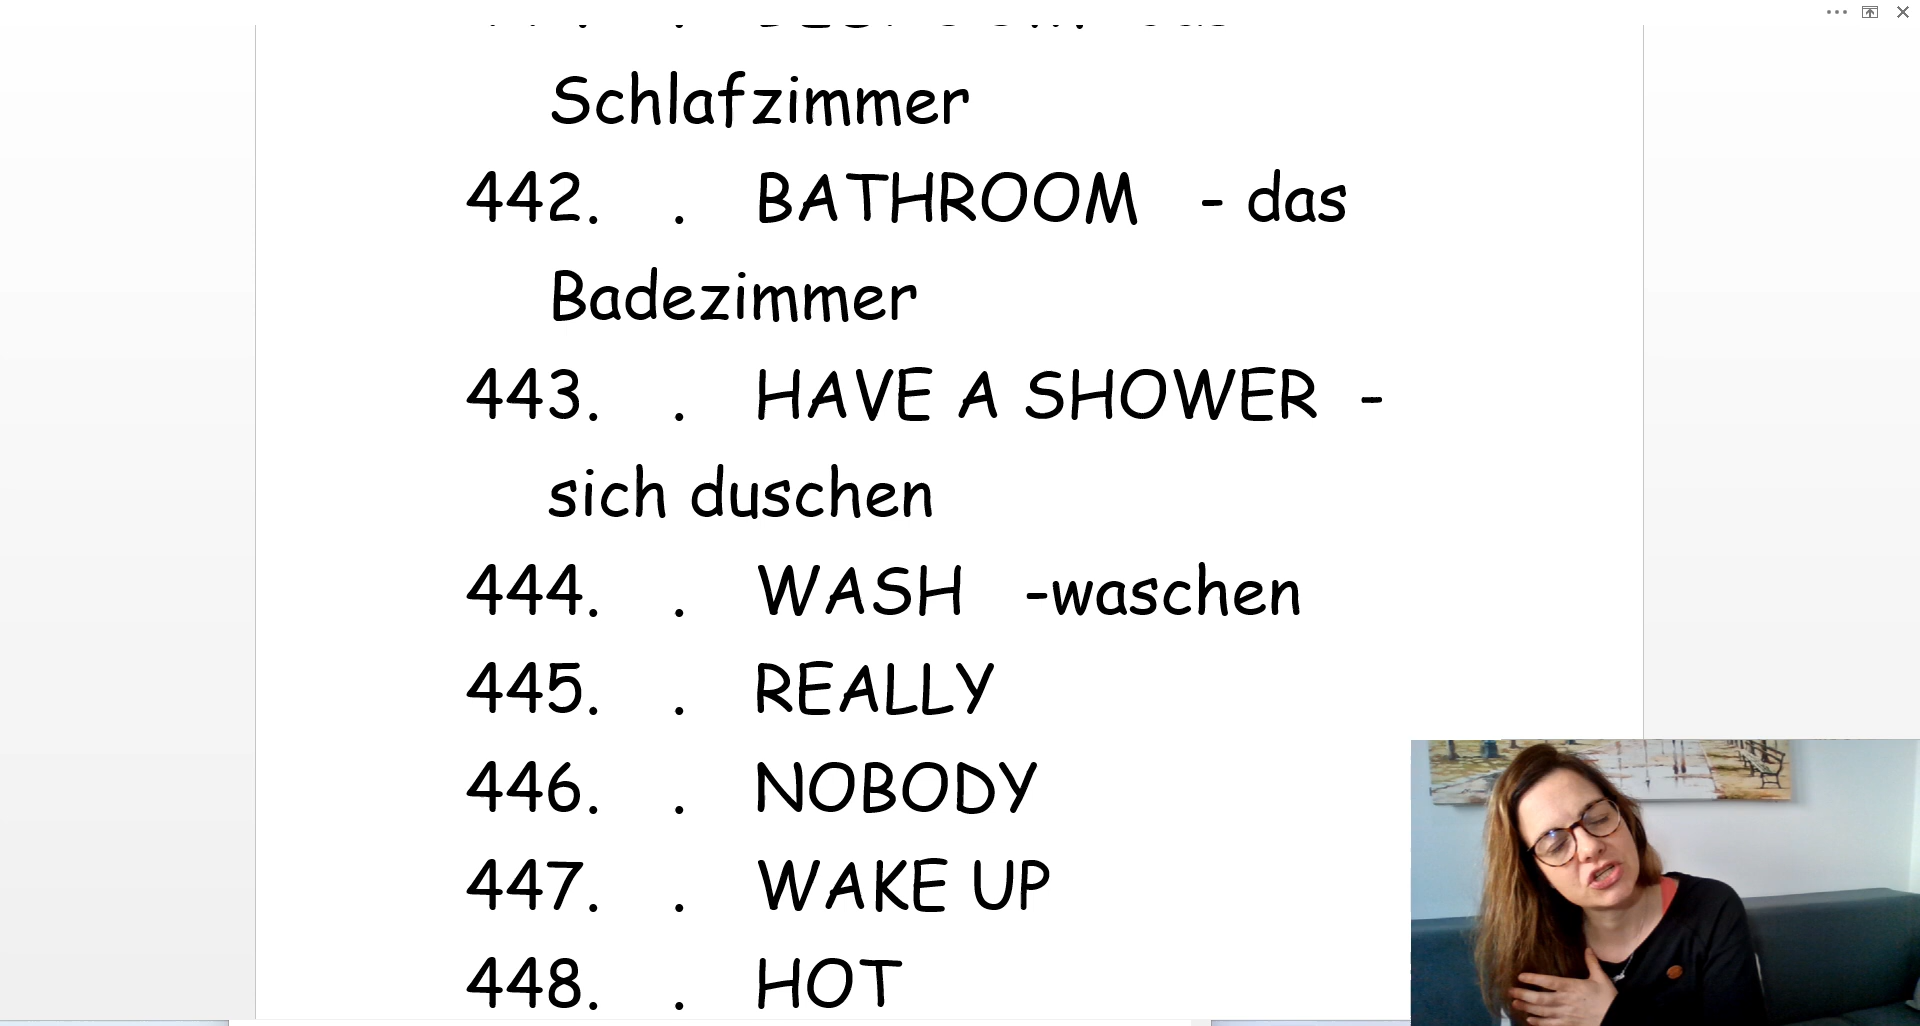 Schlafzimmer
442. . BATHROOM - das
Badezimmer
443. . HAVE A SHOWER -
sich duschen
444. . WASH -waschen
445. . REALLY
446. . NOBODY
447. . WAKE UP
448. . HOT